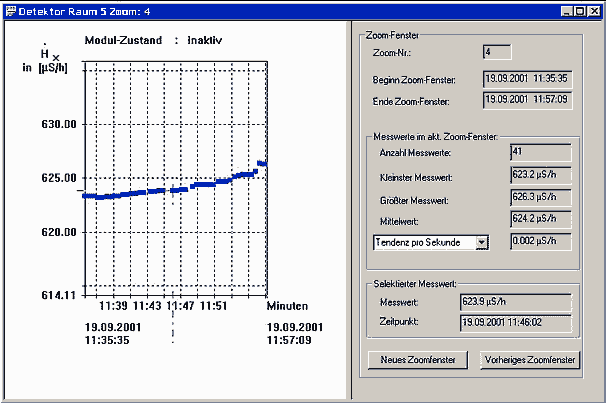 Detektor Raum 5 Zoom: 4
Modul-Zustand : inaktiv
Ḣx
in [µS/h]
630.00
625.00
620.00
614.11
11:39 11:43 11:47 11:51 Minuten
19.09.2001 19.09.2001
11:35:35 11:57:09
Zoom-Fenster
Zoom-Nr.: 4
Beginn Zoom-Fenster: 19.09.2001 11:35:35
Ende Zoom-Fenster: 19.09.2001 11:57:09
Messwerte im akt. Zoom-Fenster:
Anzahl Messwerte: 41
Kleinster Messwert: 623.2 µS/h
Größter Messwert: 626.3 µS/h
Mittelwert: 624.2 µS/h
Tendenz pro Sekunde 0.002 µS/h
Selektierter Messwert:
Messwert: 623.9 µS/h
Zeitpunkt: 19.09.2001 11:46:02
Neues Zoomfenster Vorheriges Zoomfenster